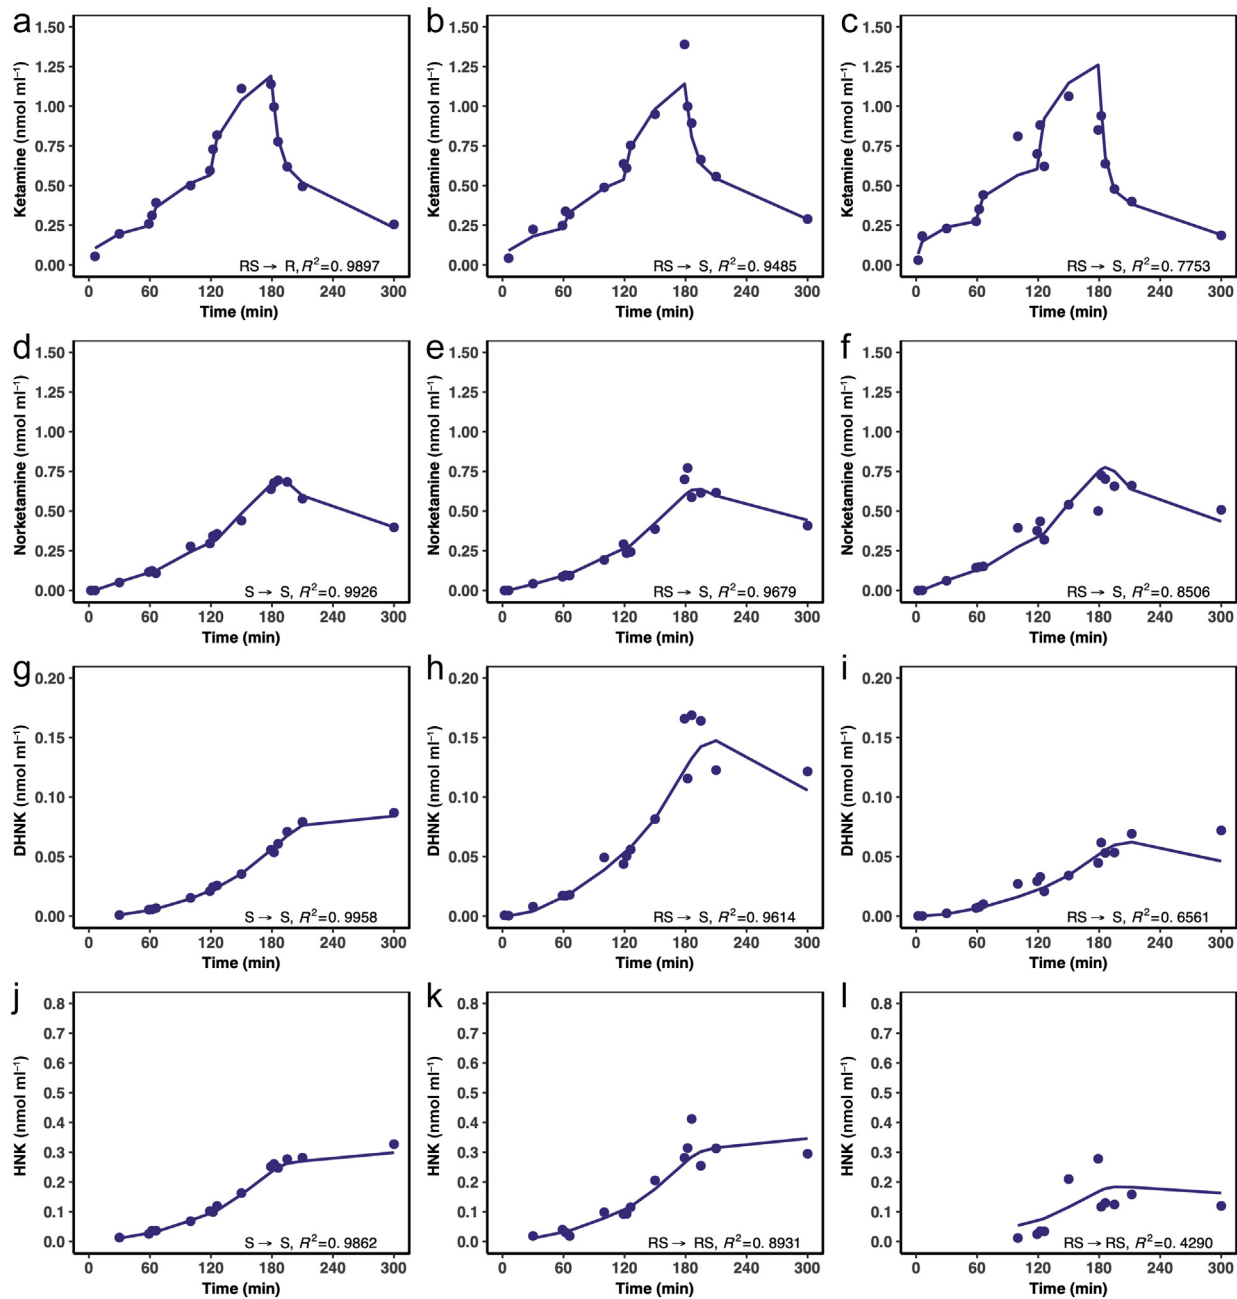 a
1.50
1.25
1.00
0.75
0.50
0.25
0.00
Ketamine (nmol ml⁻¹)
RS → R, R²=0.9897
0 60 120 180 240 300
Time (min)
b
1.50
1.25
1.00
0.75
0.50
0.25
0.00
Ketamine (nmol ml⁻¹)
RS → S, R²=0.9485
0 60 120 180 240 300
Time (min)
c
1.50
1.25
1.00
0.75
0.50
0.25
0.00
Ketamine (nmol ml⁻¹)
RS → S, R²=0.7753
0 60 120 180 240 300
Time (min)
d
1.50
1.25
1.00
0.75
0.50
0.25
0.00
Norketamine (nmol ml⁻¹)
S → S, R²=0.9926
0 60 120 180 240 300
Time (min)
e
1.50
1.25
1.00
0.75
0.50
0.25
0.00
Norketamine (nmol ml⁻¹)
RS → S, R²=0.9679
0 60 120 180 240 300
Time (min)
f
1.50
1.25
1.00
0.75
0.50
0.25
0.00
Norketamine (nmol ml⁻¹)
RS → S, R²=0.8506
0 60 120 180 240 300
Time (min)
g
0.20
0.15
0.10
0.05
0.00
DHNK (nmol ml⁻¹)
S → S, R²=0.9958
0 60 120 180 240 300
Time (min)
h
0.20
0.15
0.10
0.05
0.00
DHNK (nmol ml⁻¹)
RS → S, R²=0.9614
0 60 120 180 240 300
Time (min)
i
0.20
0.15
0.10
0.05
0.00
DHNK (nmol ml⁻¹)
RS → S, R²=0.6561
0 60 120 180 240 300
Time (min)
j
0.8
0.7
0.6
0.5
0.4
0.3
0.2
0.1
0.0
HNK (nmol ml⁻¹)
S → S, R²=0.9862
0 60 120 180 240 300
Time (min)
k
0.8
0.7
0.6
0.5
0.4
0.3
0.2
0.1
0.0
HNK (nmol ml⁻¹)
RS → RS, R²=0.8931
0 60 120 180 240 300
Time (min)
l
0.8
0.7
0.6
0.5
0.4
0.3
0.2
0.1
0.0
HNK (nmol ml⁻¹)
RS → RS, R²=0.4290
0 60 120 180 240 300
Time (min)